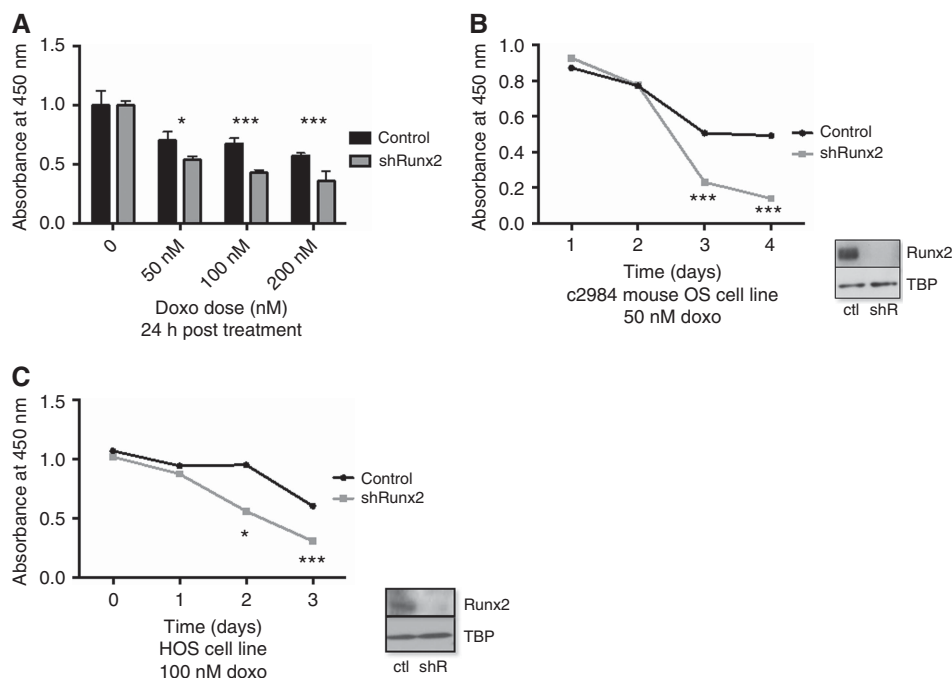 A
Absorbance at 450 nm
1.5
1.0
0.5
0.0
* *** ***
Control
shRunx2
0
50 nM
100 nM
200 nM
Doxo dose (nM)
24 h post treatment
B
Absorbance at 450 nm
1.0
0.8
0.6
0.4
0.2
0.0
Control
shRunx2
*** ***
1 2 3 4
Time (days)
c2984 mouse OS cell line
50 nM doxo
Runx2
TBP
ctl shR
C
Absorbance at 450 nm
1.5
1.0
0.5
0.0
Control
shRunx2
* ***
0 1 2 3
Time (days)
HOS cell line
100 nM doxo
Runx2
TBP
ctl shR